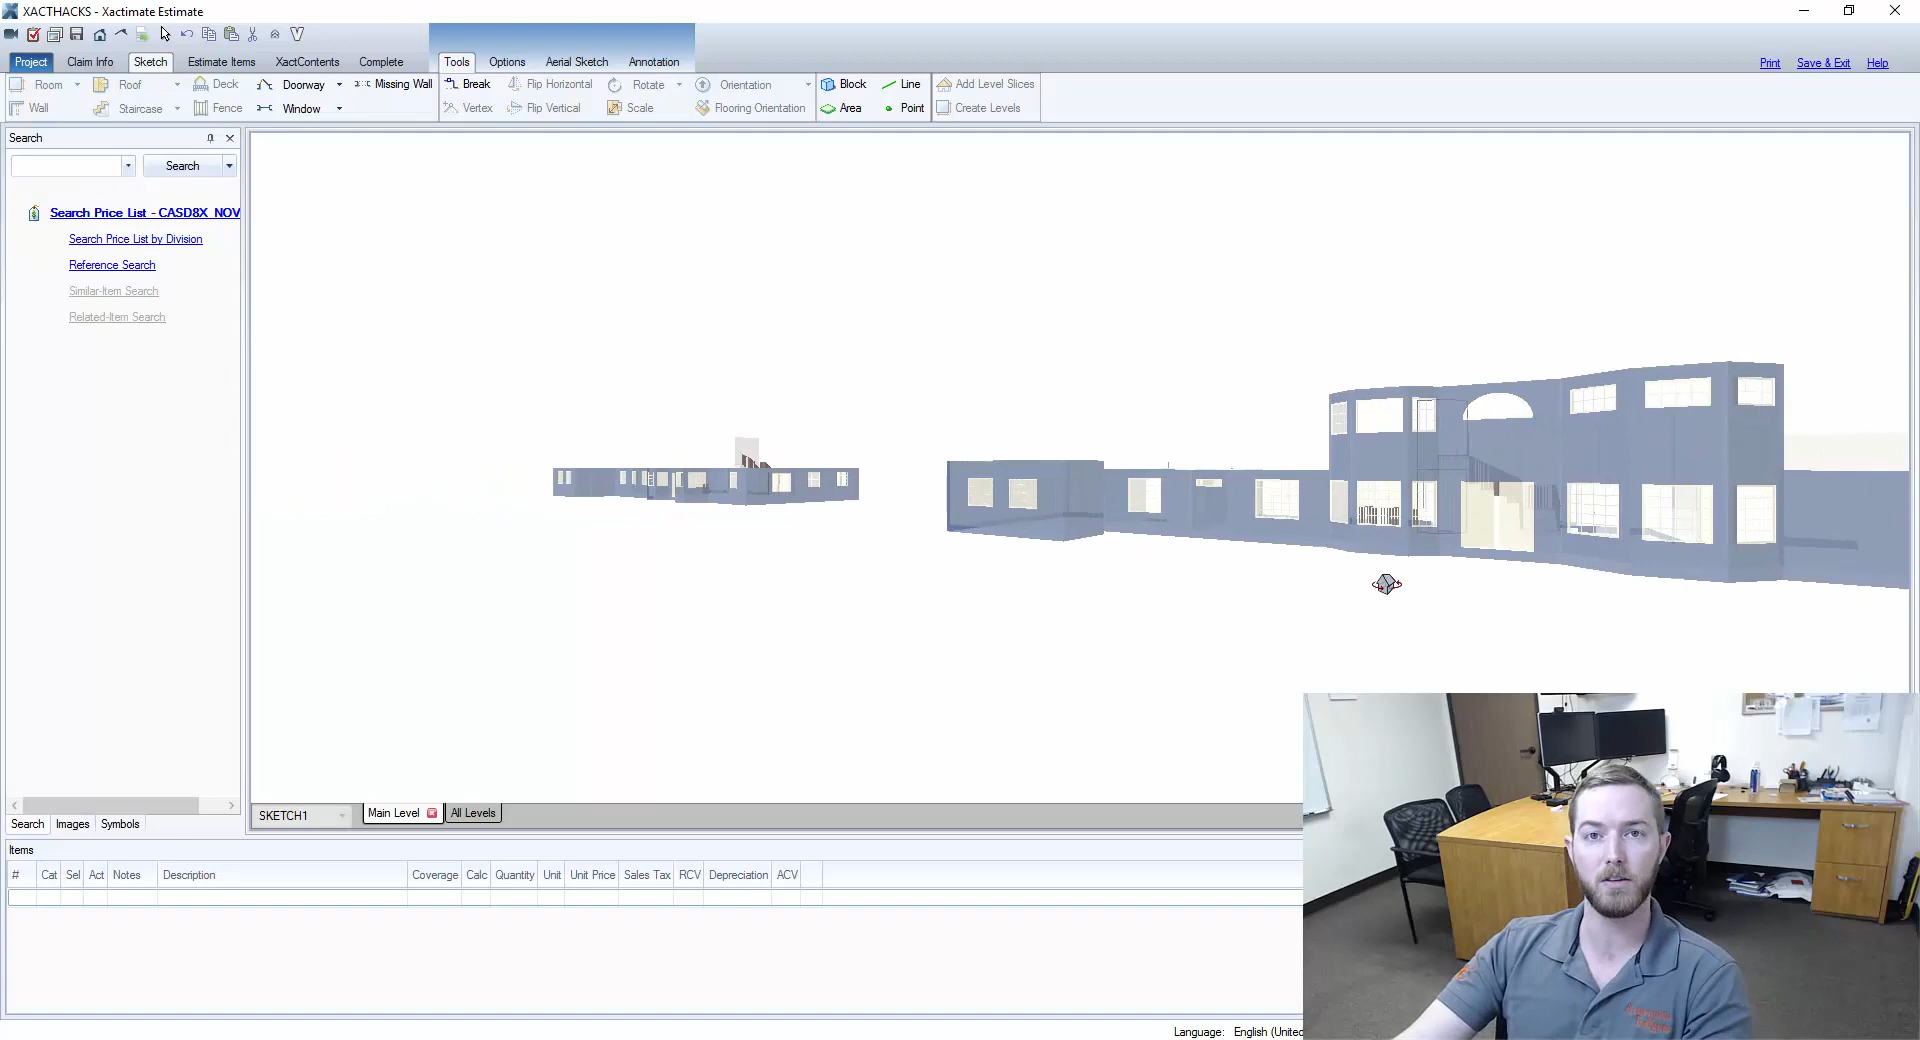 XACTHACKS - Xactimate Estimate
Project Claim Info Sketch Estimate Items XactContents Complete Tools Options Aerial Sketch Annotation Print Save & Exit Help
Room Roof Deck Doorway Missing Wall Break Flip Horizontal Rotate Orientation Block Line Add Level Slices
Wall Staircase Fence Window Vertex Flip Vertical Scale Flooring Orientation Area Point Create Levels
Search
Search
Search Price List - CASD8X_NOV
Search Price List by Division
Reference Search
Similar-Item Search
Related-Item Search
SKETCH1 Main Level All Levels
Search Images Symbols
Items
# Cat Sel Act Notes Description Coverage Calc Quantity Unit Unit Price Sales Tax RCV Depreciation ACV
Language: English (United